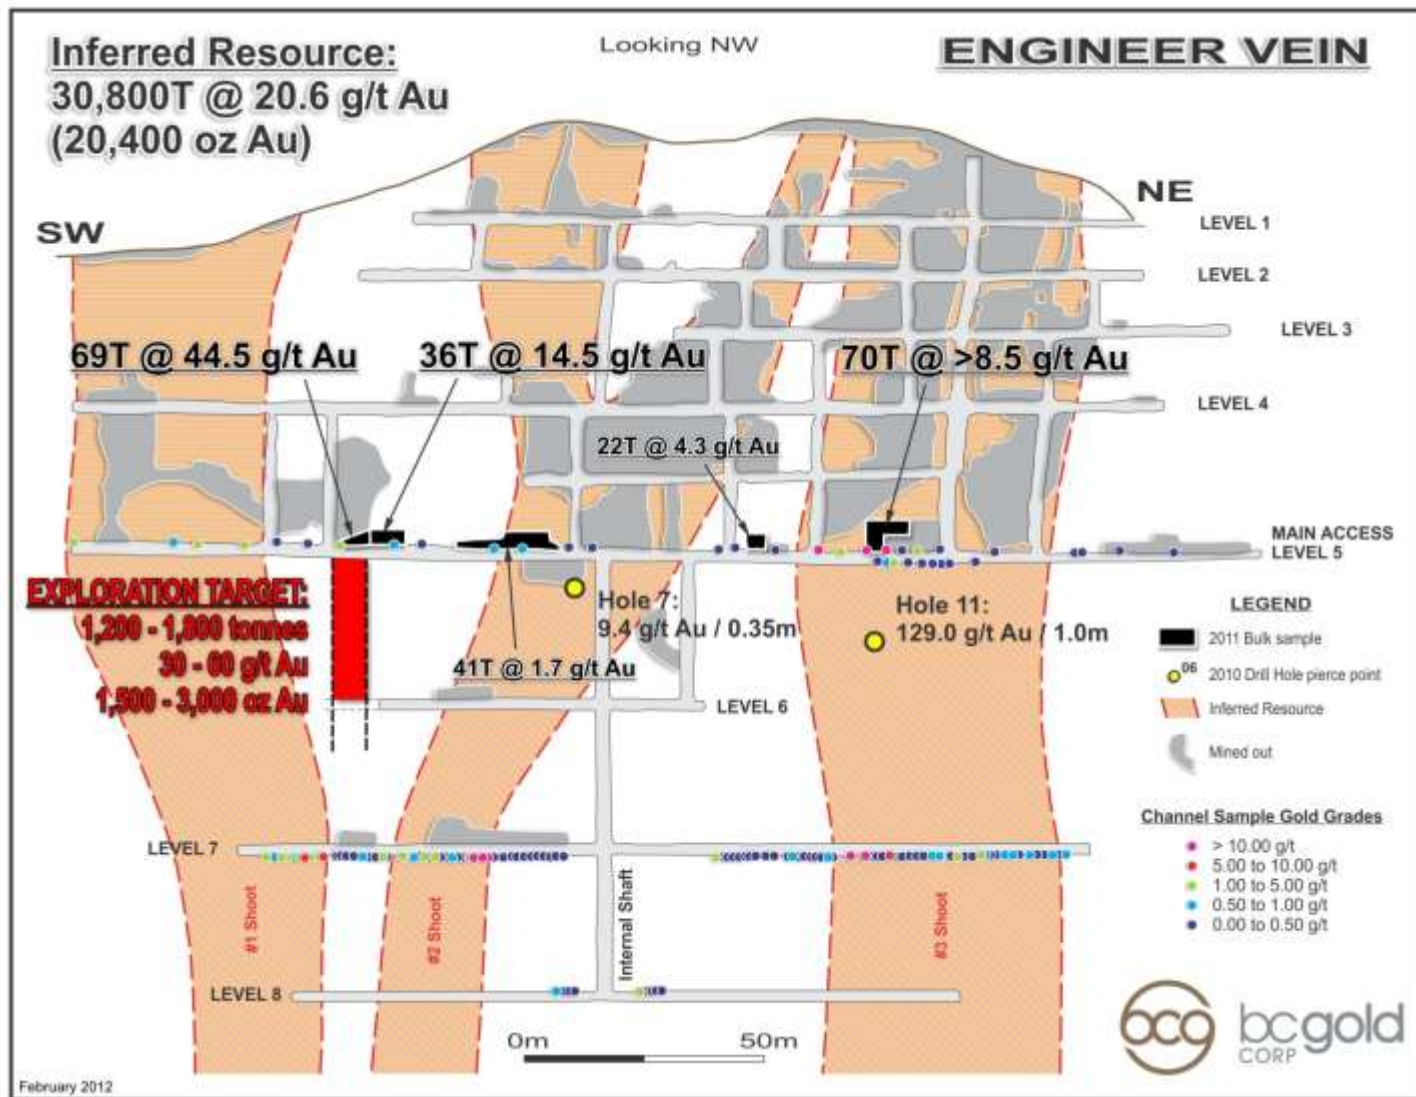 Inferred Resource:
30,800T @ 20.6 g/t Au
(20,400 oz Au)
Looking NW
ENGINEER VEIN
SW
NE
LEVEL 1
LEVEL 2
LEVEL 3
69T @ 44.5 g/t Au
36T @ 14.5 g/t Au
70T @ >8.5 g/t Au
LEVEL 4
22T @ 4.3 g/t Au
MAIN ACCESS
LEVEL 5
EXPLORATION TARGET:
1,200 - 1,800 tonnes
30 - 60 g/t Au
1,500 - 3,000 oz Au
Hole 7:
9.4 g/t Au / 0.35m
Hole 11:
129.0 g/t Au / 1.0m
41T @ 1.7 g/t Au
LEVEL 6
LEGEND
2011 Bulk sample
06
2010 Drill Hole pierce point
Inferred Resource
Mined out
Channel Sample Gold Grades
> 10.00 g/t
5.00 to 10.00 g/t
1.00 to 5.00 g/t
0.50 to 1.00 g/t
0.00 to 0.50 g/t
LEVEL 7
#1 Shoot
#2 Shoot
Internal Shaft
#3 Shoot
LEVEL 8
0m
50m
bcg
bcgold
CORP
February 2012